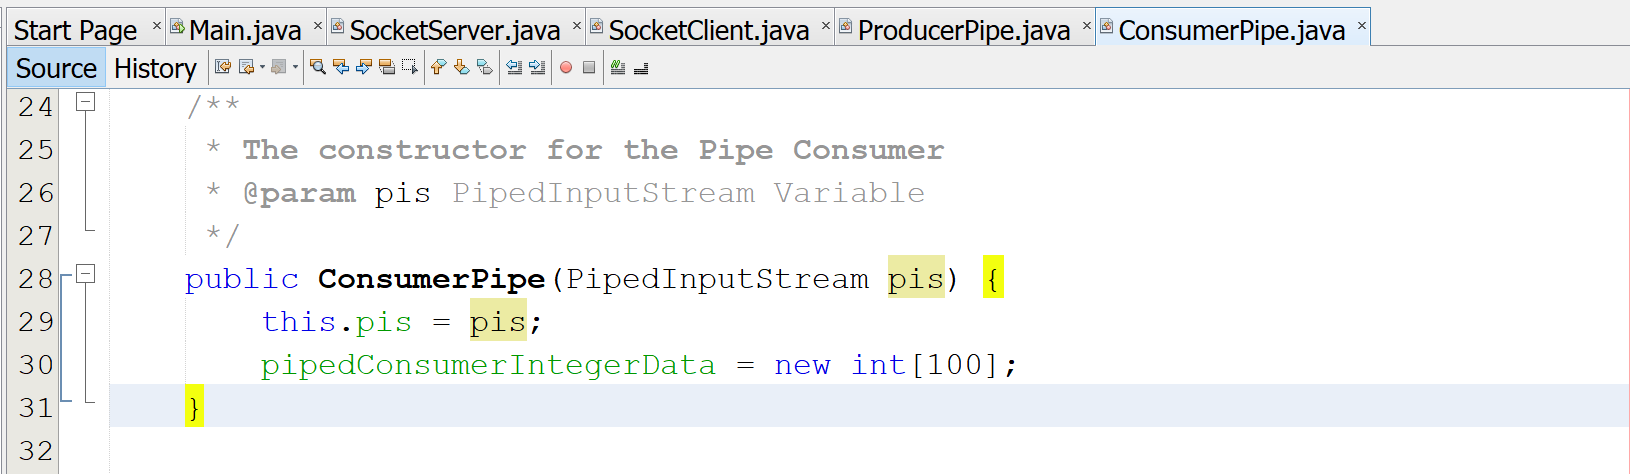 Start Page × Main.java × SocketServer.java × SocketClient.java × ProducerPipe.java × ConsumerPipe.java ×
Source History
24 /**
25 * The constructor for the Pipe Consumer
26 * @param pis PipedInputStream Variable
27 */
28 public ConsumerPipe(PipedInputStream pis) {
29 this.pis = pis;
30 pipedConsumerIntegerData = new int[100];
31 }
32